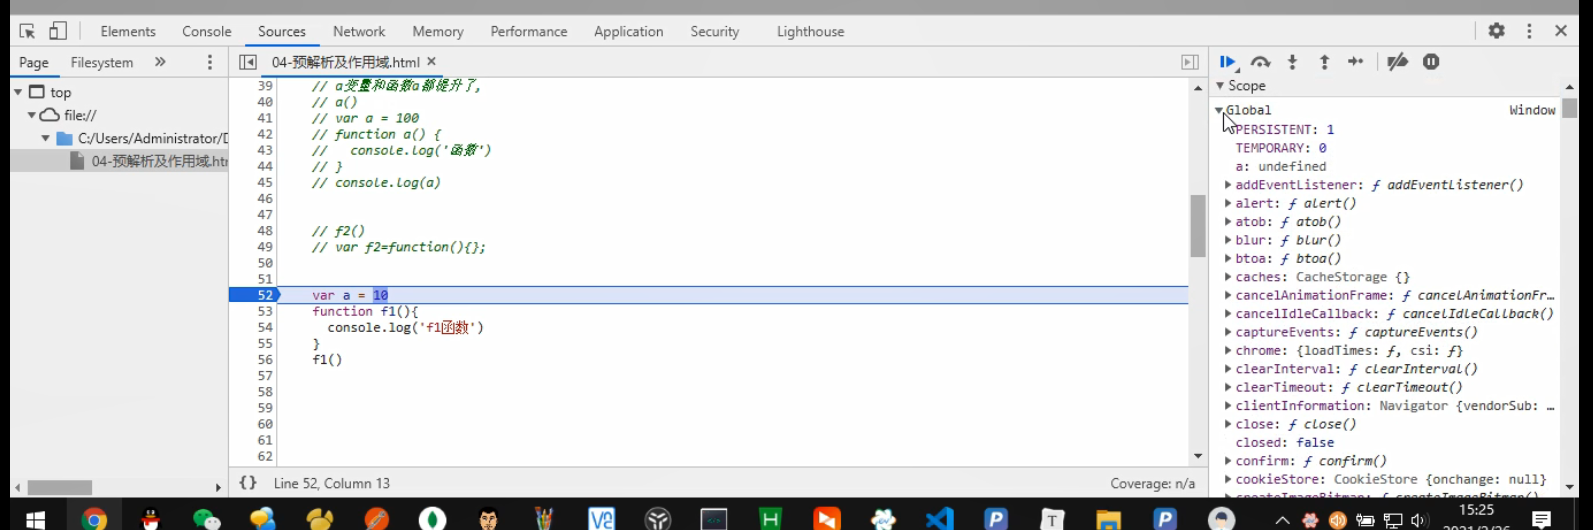 Elements Console Sources Network Memory Performance Application Security Lighthouse
Page Filesystem » 04-预解析及作用域.html ×
Scope
top
file://
C:/Users/Administrator/D
04-预解析及作用域.htm
39 // a变量和函数a都提升了,
40 // a()
41 // var a = 100
42 // function a() {
43 //   console.log('函数')
44 // }
45 // console.log(a)
46
47
48 // f2()
49 // var f2=function(){};
50
51
52 var a = 10
53 function f1(){
54   console.log('f1函数')
55 }
56 f1()
57
58
59
60
61
62
Global Window
PERSISTENT: 1
TEMPORARY: 0
a: undefined
addEventListener: ƒ addEventListener()
alert: ƒ alert()
atob: ƒ atob()
blur: ƒ blur()
btoa: ƒ btoa()
caches: CacheStorage {}
cancelAnimationFrame: ƒ cancelAnimationFr…
cancelIdleCallback: ƒ cancelIdleCallback()
captureEvents: ƒ captureEvents()
chrome: {loadTimes: ƒ, csi: ƒ}
clearInterval: ƒ clearInterval()
clearTimeout: ƒ clearTimeout()
clientInformation: Navigator {vendorSub: …
close: ƒ close()
closed: false
confirm: ƒ confirm()
cookieStore: CookieStore {onchange: null}
{} Line 52, Column 13 Coverage: n/a
15:25